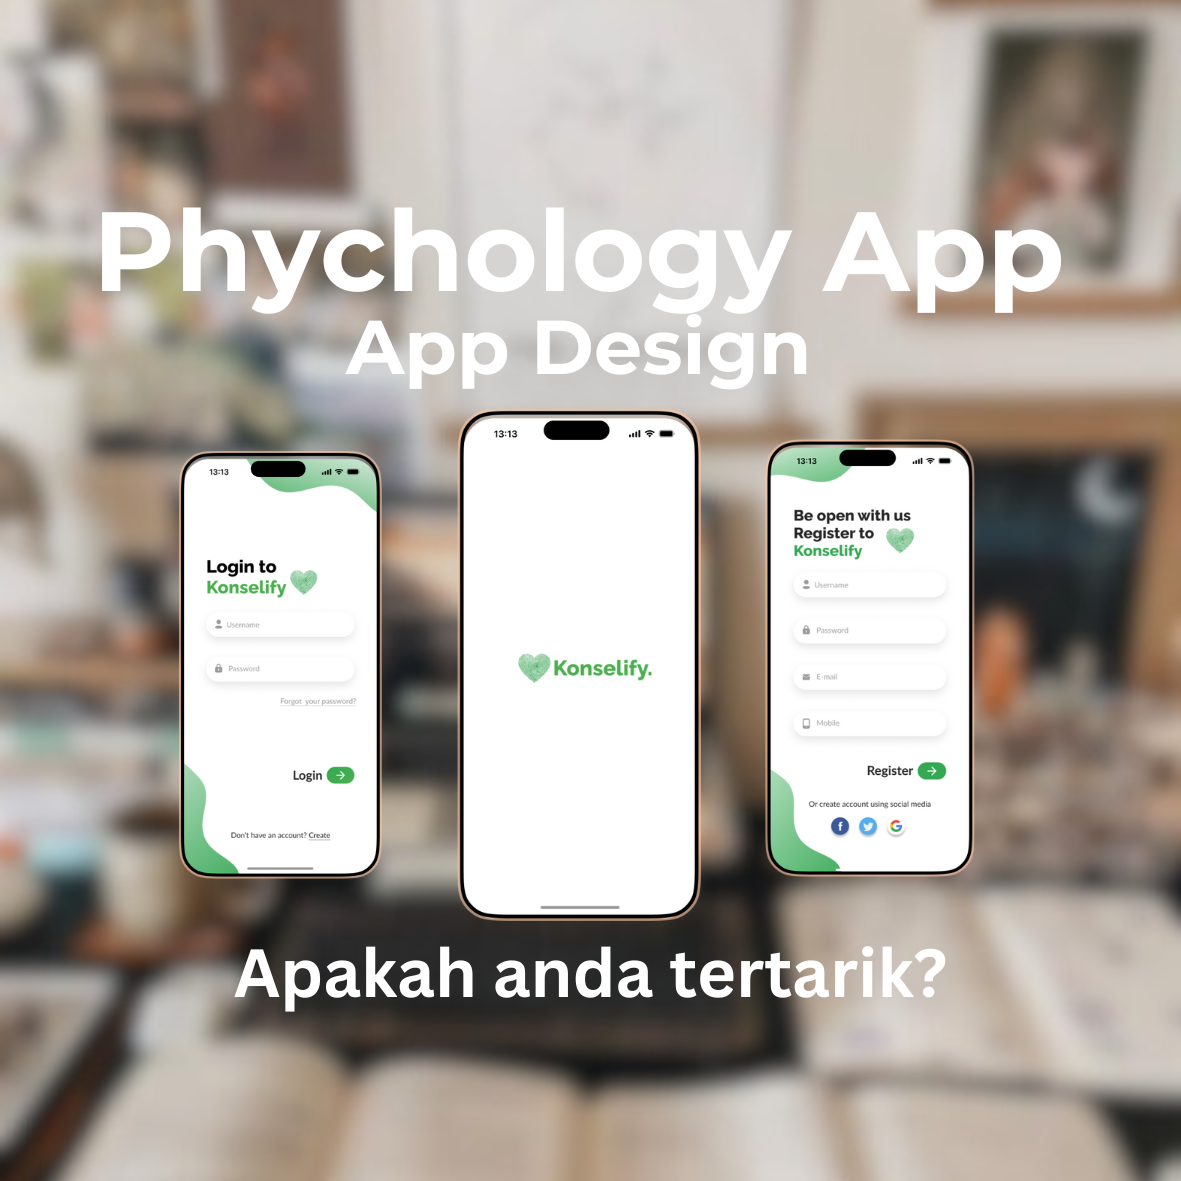 Phychology App
App Design
13:13
Login to
Konselify
Username
Password
Forgot your password?
Login
Don't have an account? Create
13:13
Konselify.
13:13
Be open with us
Register to
Konselify
Username
Password
E-mail
Mobile
Register
Or create account using social media
f
G
Apakah anda tertarik?